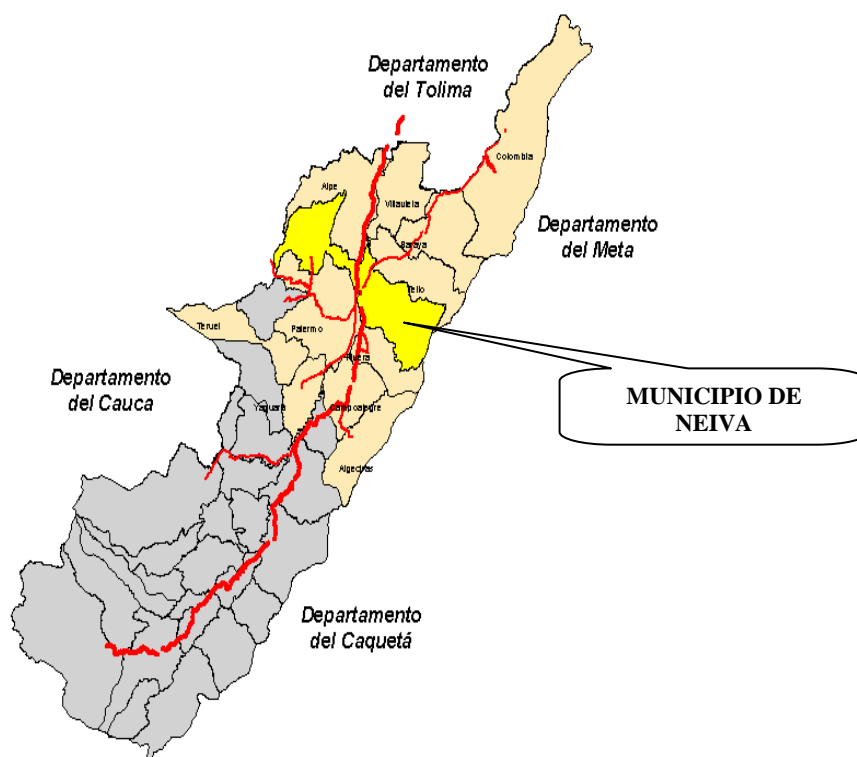 Departamento
del Tolima
Colombia
Aipe
Villavieja
Departamento
del Meta
Baraya
Tello
Teruel
Palermo
Rivera
Departamento
del Cauca
MUNICIPIO DE
NEIVA
Yaguará
Campoalegre
Algeciras
Departamento
del Caquetá